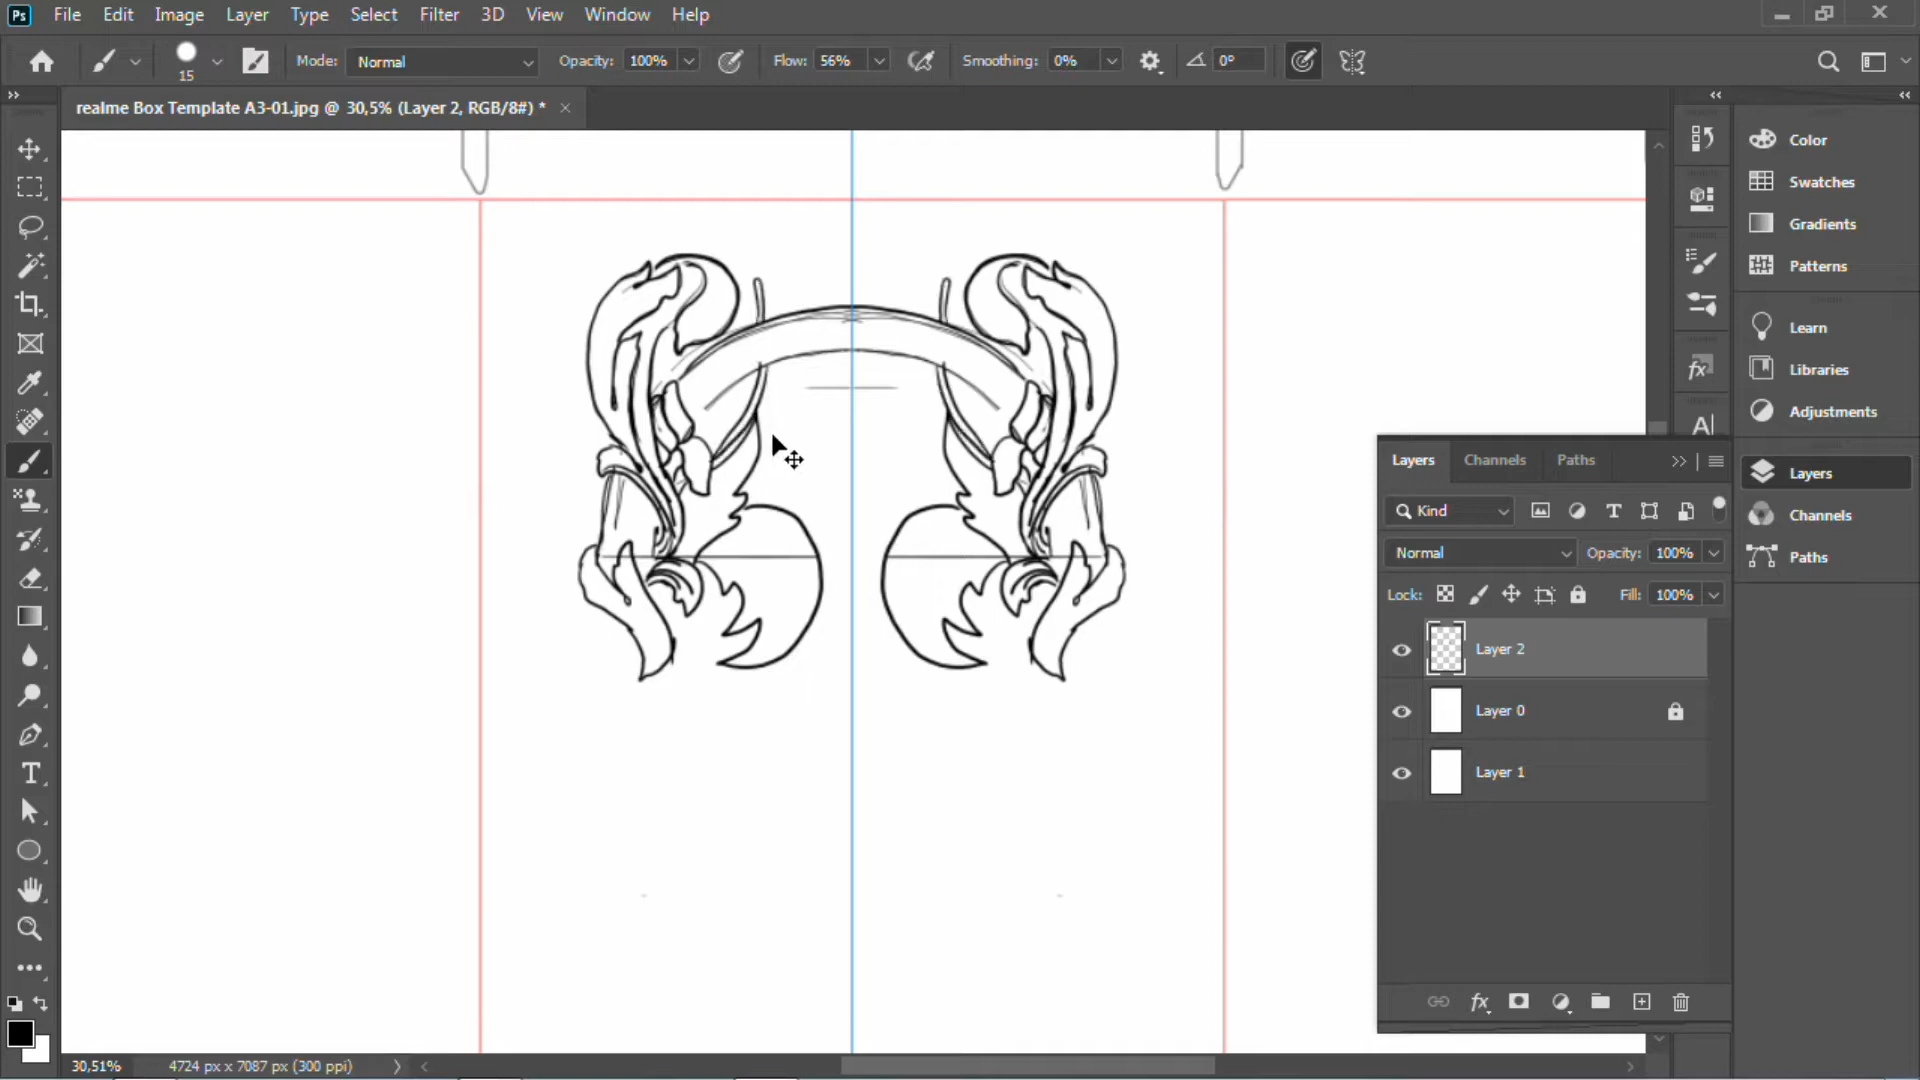 Ps File Edit Image Layer Type Select Filter 3D View Window Help
15 Mode: Normal Opacity: 100% Flow: 56% Smoothing: 0% 0°
realme Box Template A3-01.jpg @ 30,5% (Layer 2, RGB/8#) *
Color
Swatches
Gradients
Patterns
Learn
Libraries
Adjustments
Layers
Channels
Paths
Layers Channels Paths
Kind
Normal Opacity: 100%
Lock: Fill: 100%
Layer 2
Layer 0
Layer 1
30,51% 4724 px x 7087 px (300 ppi)